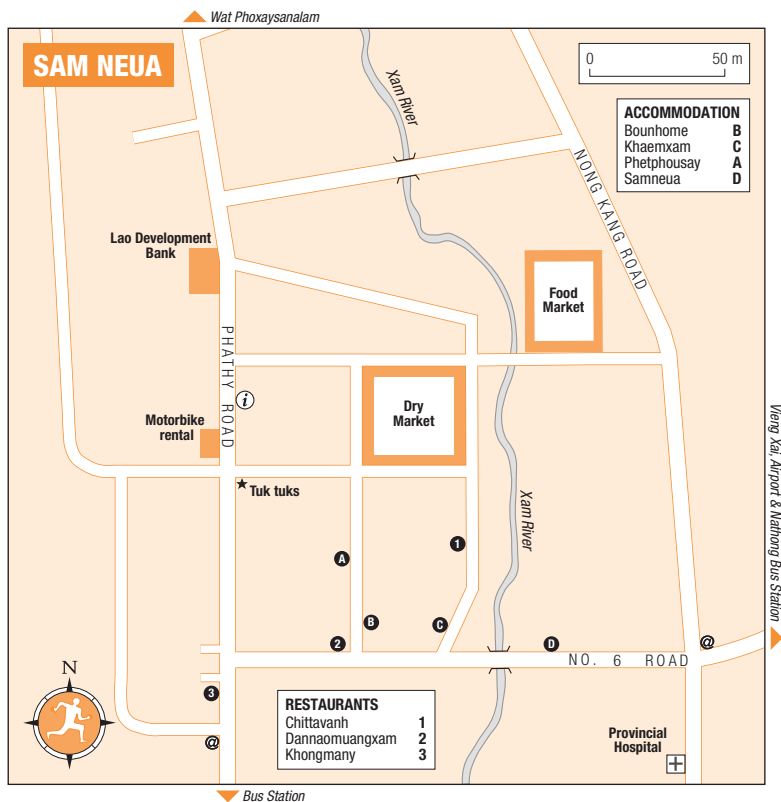 Wat Phoxaysanalam
SAM NEUA
0 50 m
Xam River
ACCOMMODATION
Bounhome B
Khaemxam C
Phetphousay A
Samneua D
NONG KANG ROAD
Lao Development
Bank
Food
Market
PHATHY ROAD
i
Dry
Market
Motorbike
rental
Tuk tuks
Vieng Xai, Airport & Nathong Bus Station
Xam River
1
A
B
C
2
D
@
NO. 6 ROAD
N
3
RESTAURANTS
Chittavanh 1
Dannaomuangxam 2
Khongmany 3
@
Provincial
Hospital
Bus Station